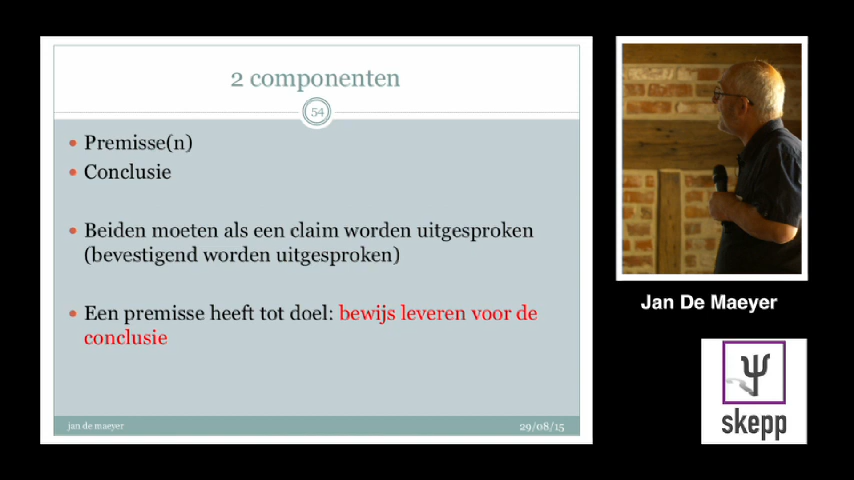 2 componenten
54
Premisse(n)
Conclusie
Beiden moeten als een claim worden uitgesproken
(bevestigend worden uitgesproken)
Een premisse heeft tot doel: bewijs leveren voor de
conclusie
jan de maeyer
29/08/15
Jan De Maeyer
skepp